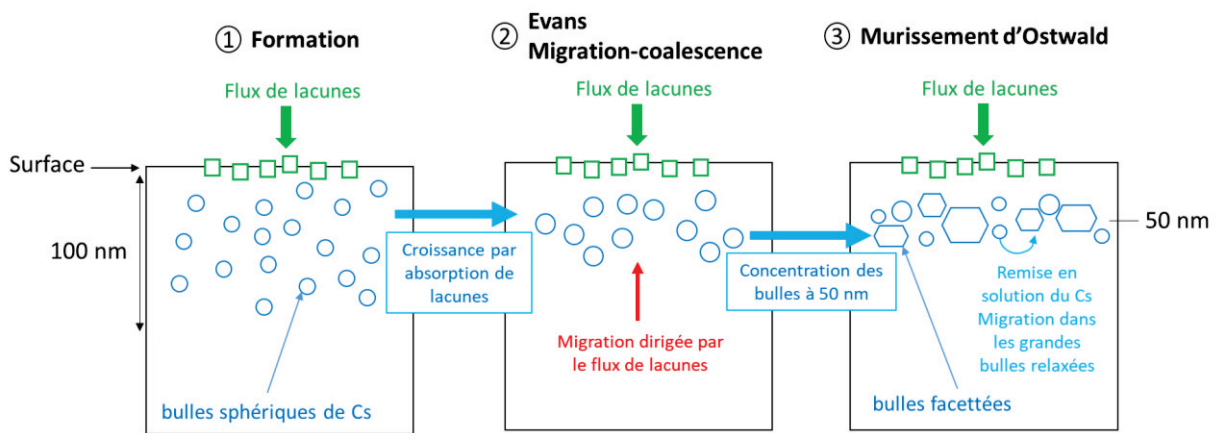 ① Formation
② Evans
Migration-coalescence
③ Murissement d'Ostwald
Flux de lacunes
Flux de lacunes
Flux de lacunes
Surface
100 nm
50 nm
Croissance par
absorption de
lacunes
Concentration des
bulles à 50 nm
Remise en
solution du Cs
Migration dans
les grandes
bulles relaxées
Migration dirigée par
le flux de lacunes
bulles sphériques de Cs
bulles facettées